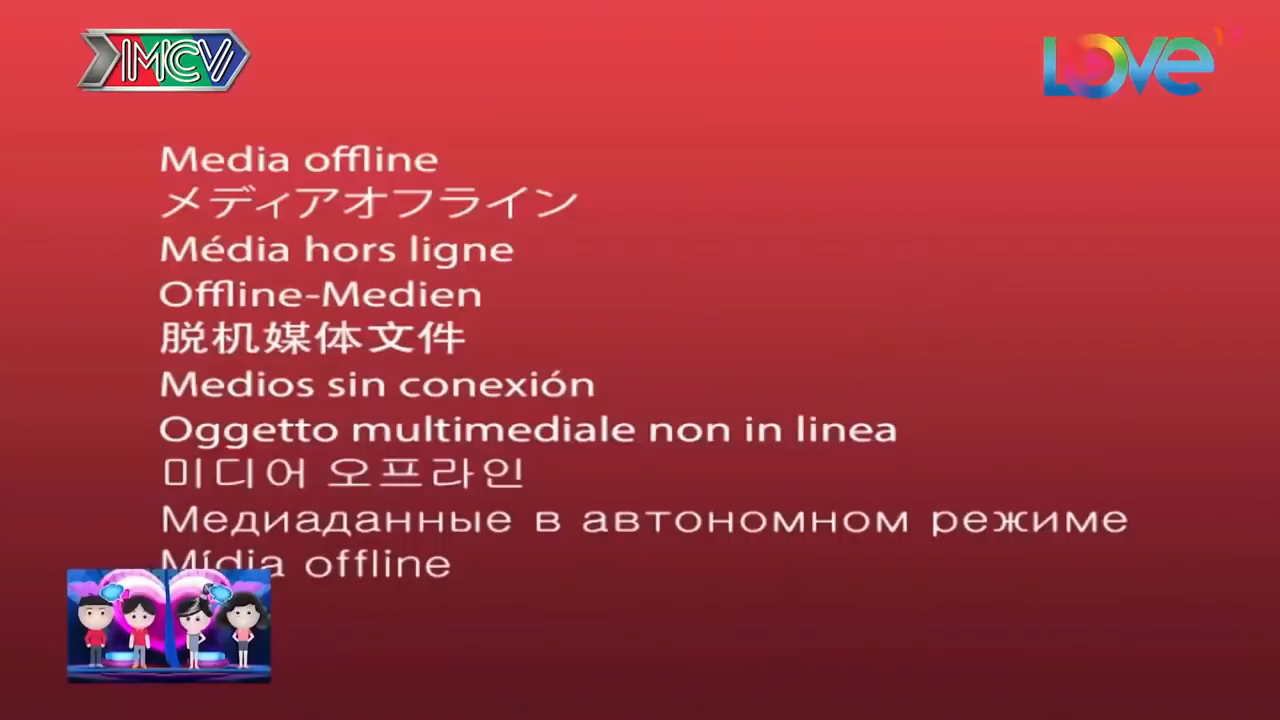 MCV
LOVE
Media offline
メディアオフライン
Média hors ligne
Offline-Medien
脱机媒体文件
Medios sin conexión
Oggetto multimediale non in linea
미디어 오프라인
Медиаданные в автономном режиме
Mídia offline